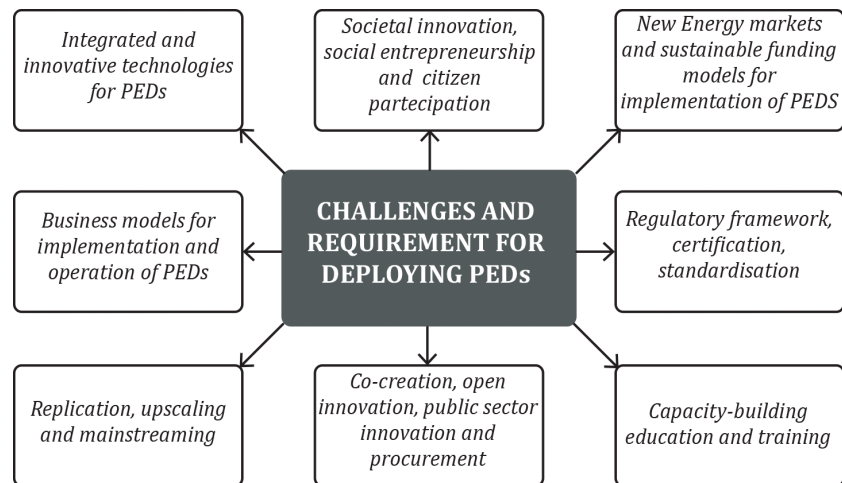 Integrated and
innovative technologies
for PEDs
Societal innovation,
social entrepreneurship
and citizen
partecipation
New Energy markets
and sustainable funding
models for
implementation of PEDS
Business models for
implementation and
operation of PEDs
CHALLENGES AND
REQUIREMENT FOR
DEPLOYING PEDs
Regulatory framework,
certification,
standardisation
Replication, upscaling
and mainstreaming
Co-creation, open
innovation, public sector
innovation and
procurement
Capacity-building
education and training